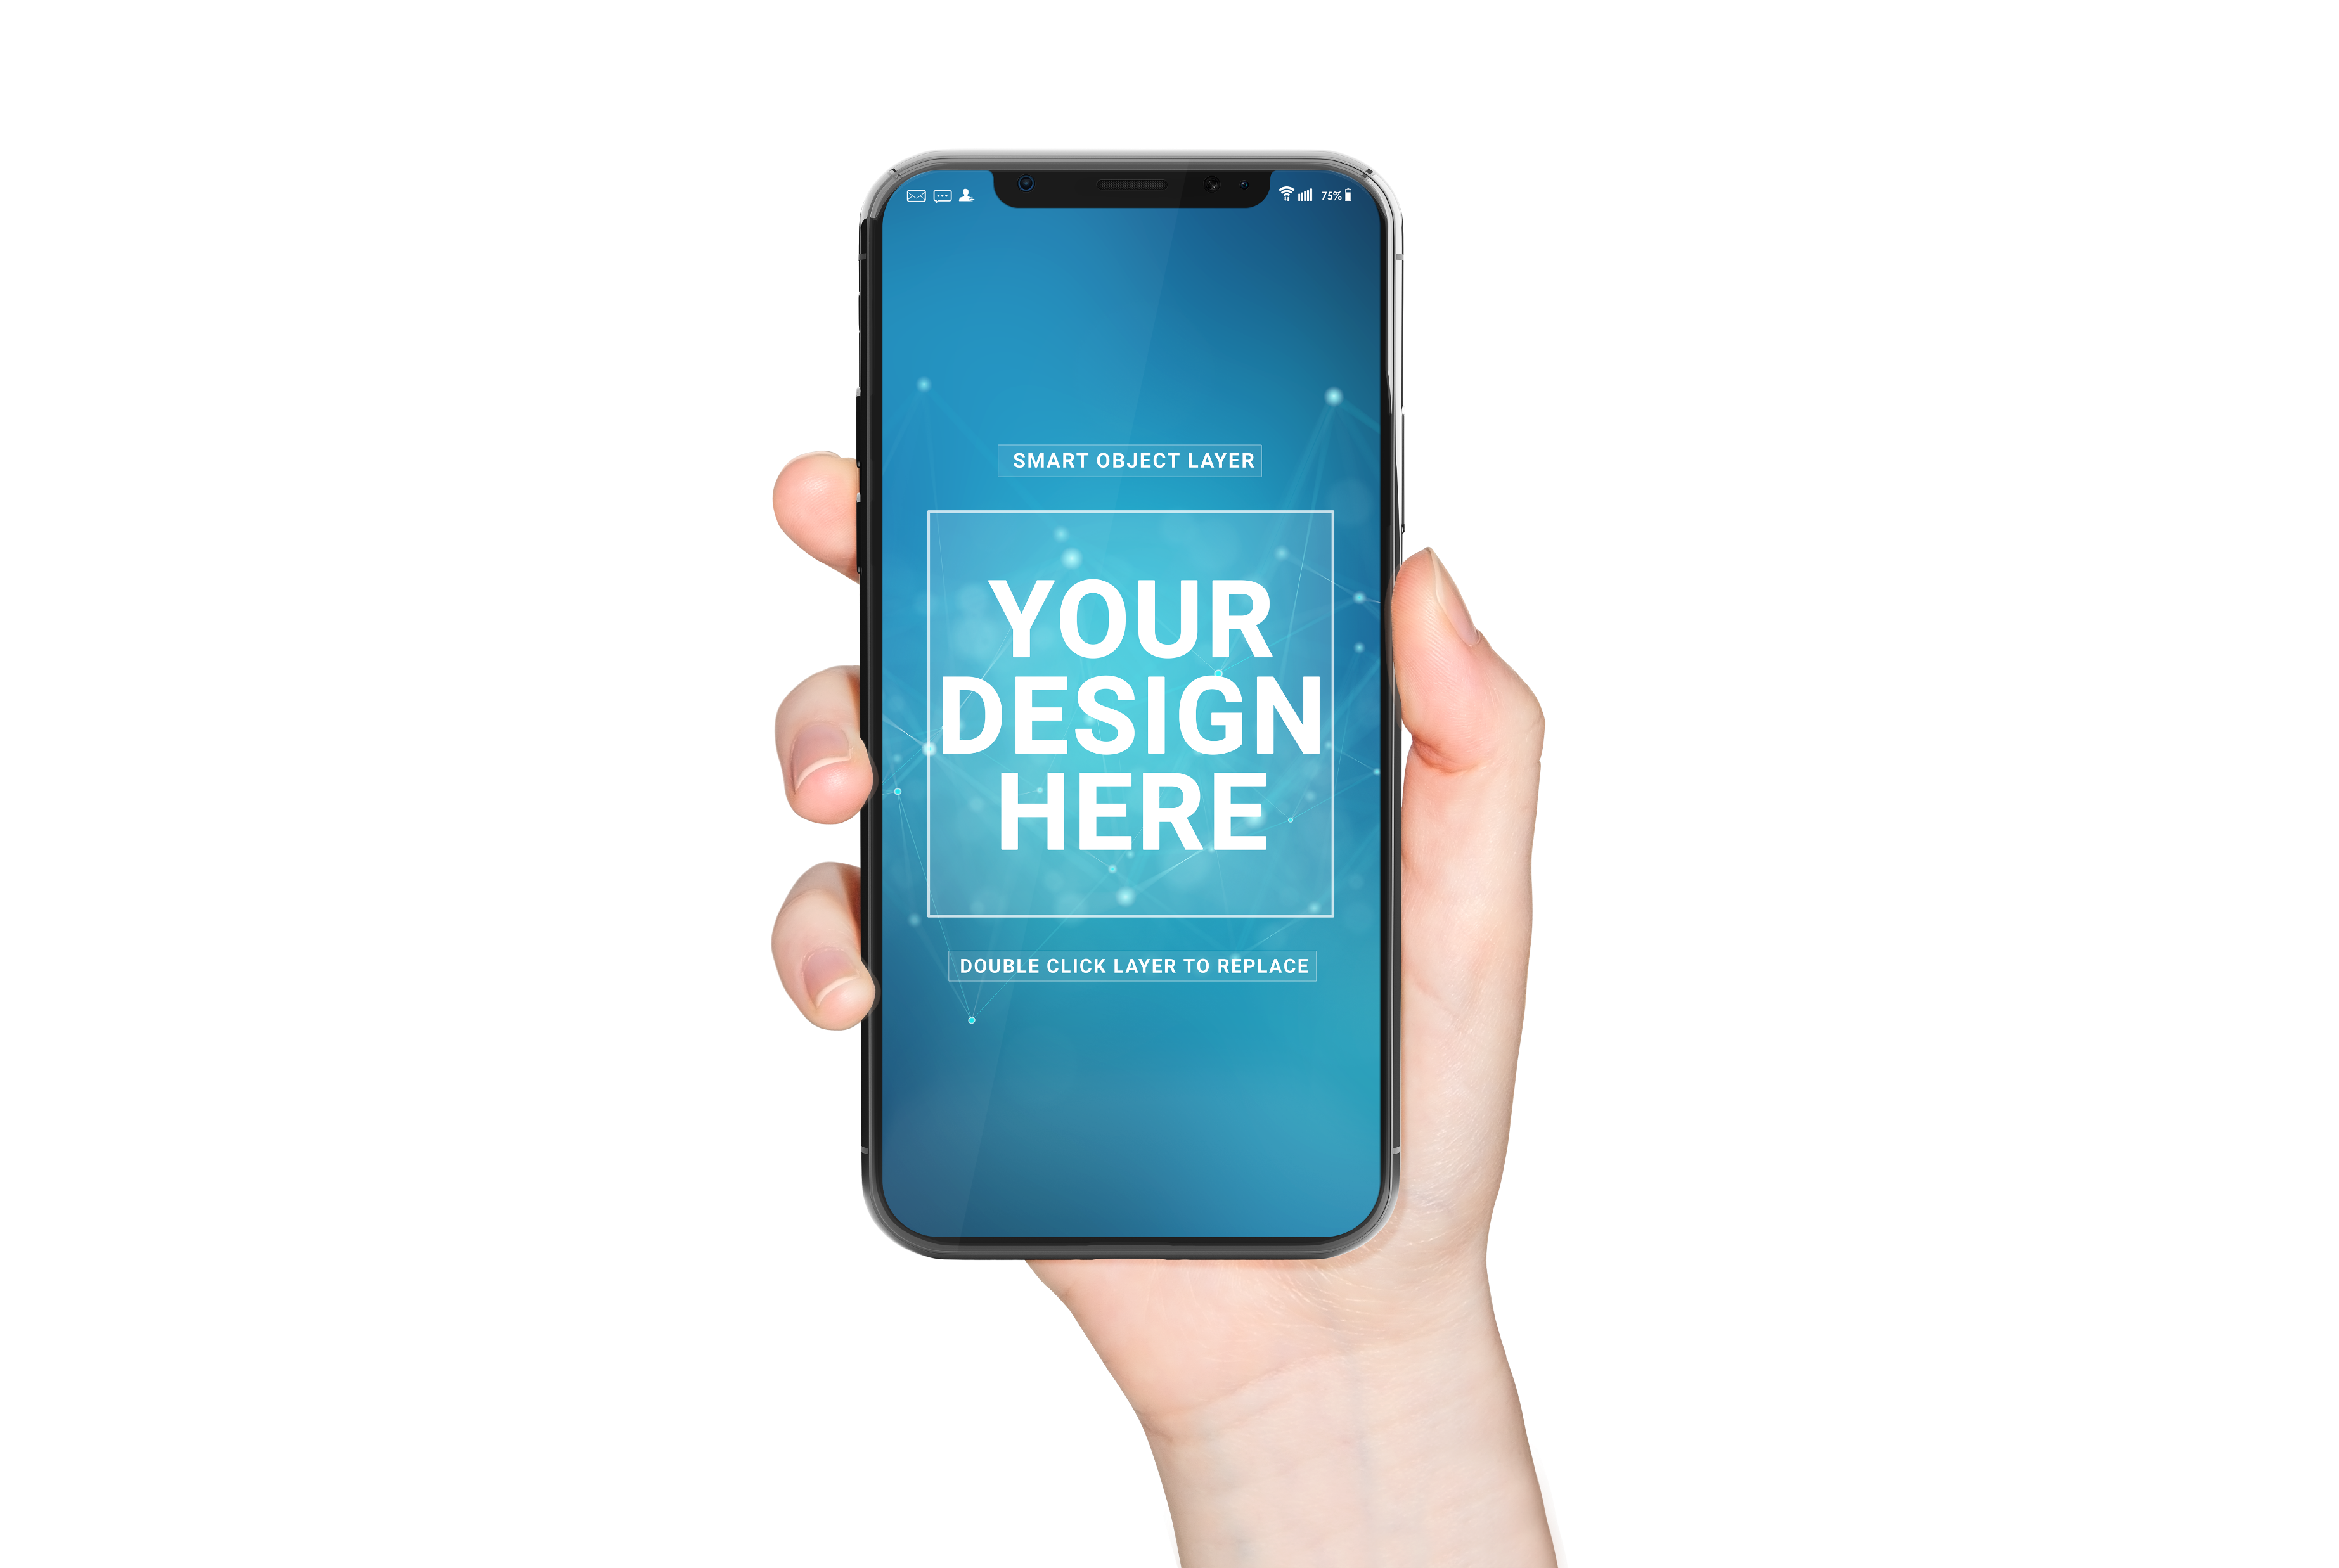 75%
SMART OBJECT LAYER
YOUR
DESIGN
HERE
DOUBLE CLICK LAYER TO REPLACE